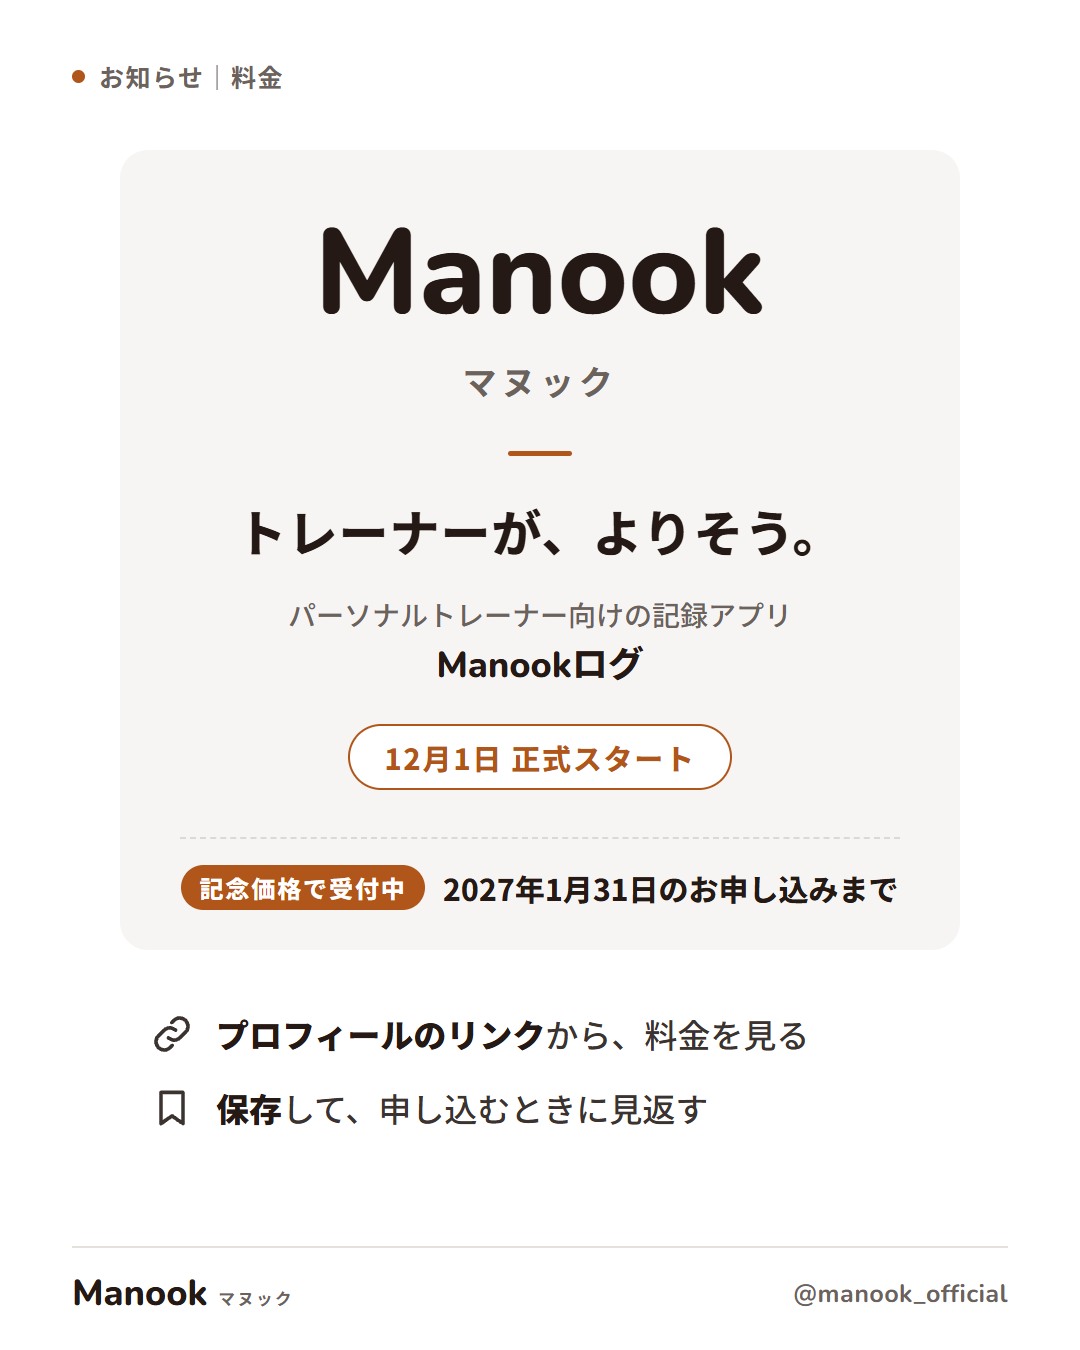 お知らせ｜料金
Manook
マヌック
トレーナーが、よりそう。
パーソナルトレーナー向けの記録アプリ
Manookログ
12月1日 正式スタート
記念価格で受付中 2027年1月31日のお申し込みまで
プロフィールのリンクから、料金を見る
保存して、申し込むときに見返す
Manook マヌック
@manook_official